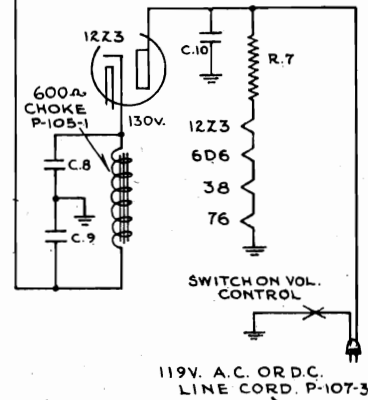 12Z3
C.10
R.7
600Ω
CHOKE
P-105-1
130V.
12Z3
6D6
38
76
C.8
C.9
SWITCH ON VOL.
CONTROL
119V. A.C. OR D.C.
LINE CORD. P-107-3